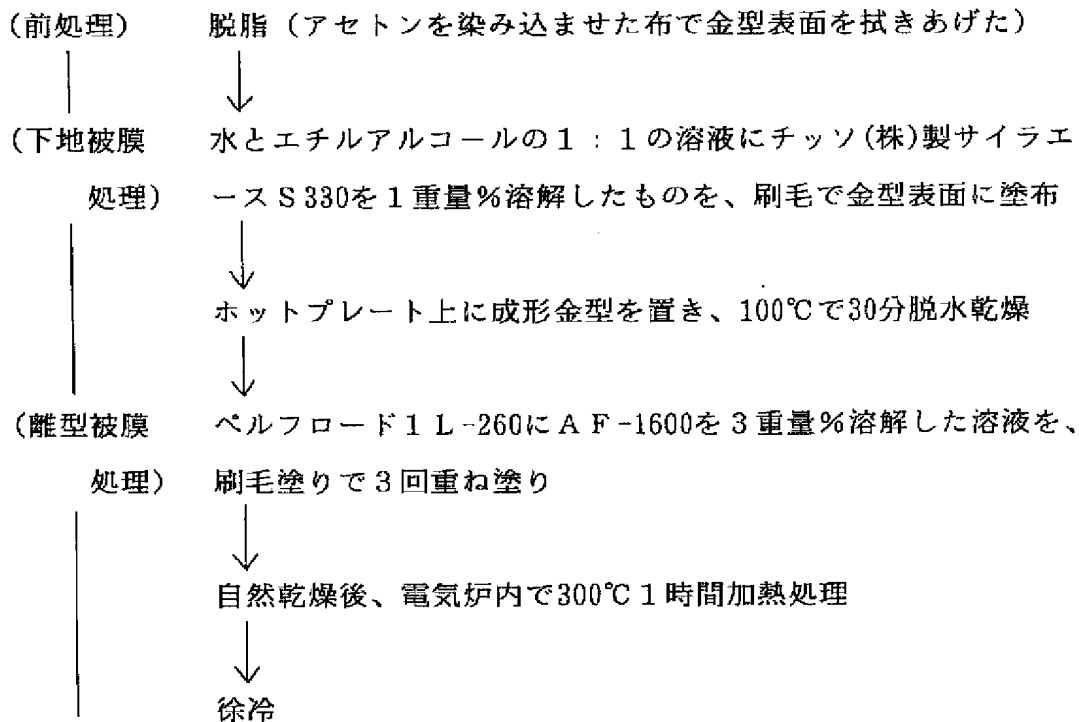 (前処理) 脱脂(アセトンを染み込ませた布で金型表面を拭きあげた)
(下地被膜 水とエチルアルコールの1:1の溶液にチッソ(株)製サイラエ
処理) ースS330を1重量%溶解したものを、刷毛で金型表面に塗布
ホットプレート上に成形金型を置き、100℃で30分脱水乾燥
(離型被膜 ペルフロード1L-260にAF-1600を3重量%溶解した溶液を、
処理) 刷毛塗りで3回重ね塗り
自然乾燥後、電気炉内で300℃1時間加熱処理
徐冷